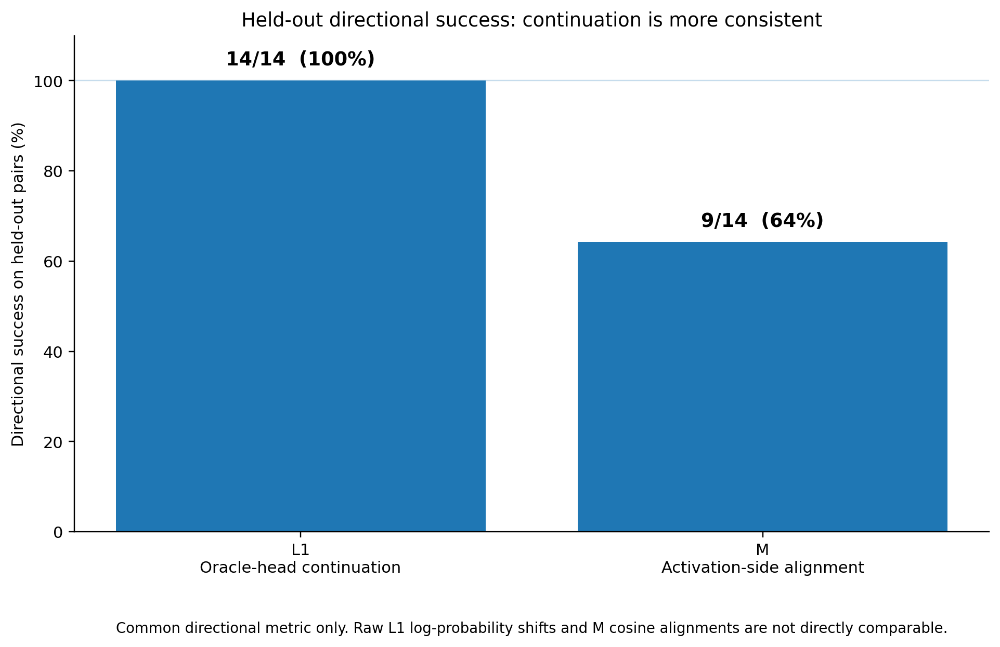 Held-out directional success: continuation is more consistent
14/14 (100%)
9/14 (64%)
Directional success on held-out pairs (%)
100
80
60
40
20
0
L1
Oracle-head continuation
M
Activation-side alignment
Common directional metric only. Raw L1 log-probability shifts and M cosine alignments are not directly comparable.